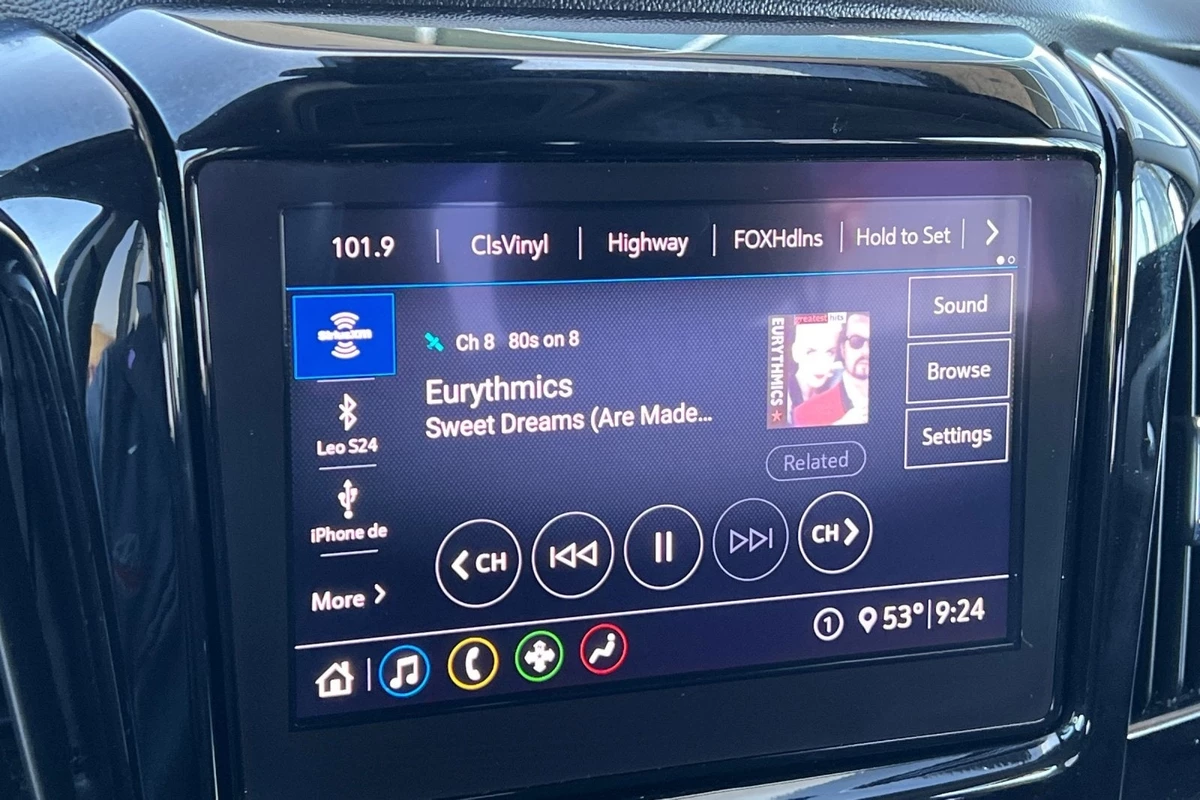 101.9 ClsVinyl Highway FOXHdlns Hold to Set
SiriusXM
Ch 8 80s on 8
Eurythmics
Sweet Dreams (Are Made...
greatest hits
EURYTHMICS
Related
Sound
Browse
Settings
Leo S24
iPhone de
More
CH
CH
1 53° 9:24